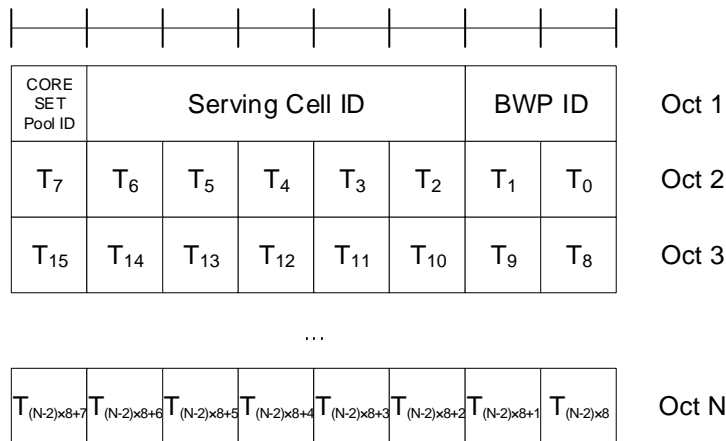 CORE SET Pool ID Serving Cell ID BWP ID Oct 1
T7 T6 T5 T4 T3 T2 T1 T0 Oct 2
T15 T14 T13 T12 T11 T10 T9 T8 Oct 3
...
T(N-2)×8+7 T(N-2)×8+6 T(N-2)×8+5 T(N-2)×8+4 T(N-2)×8+3 T(N-2)×8+2 T(N-2)×8+1 T(N-2)×8 Oct N